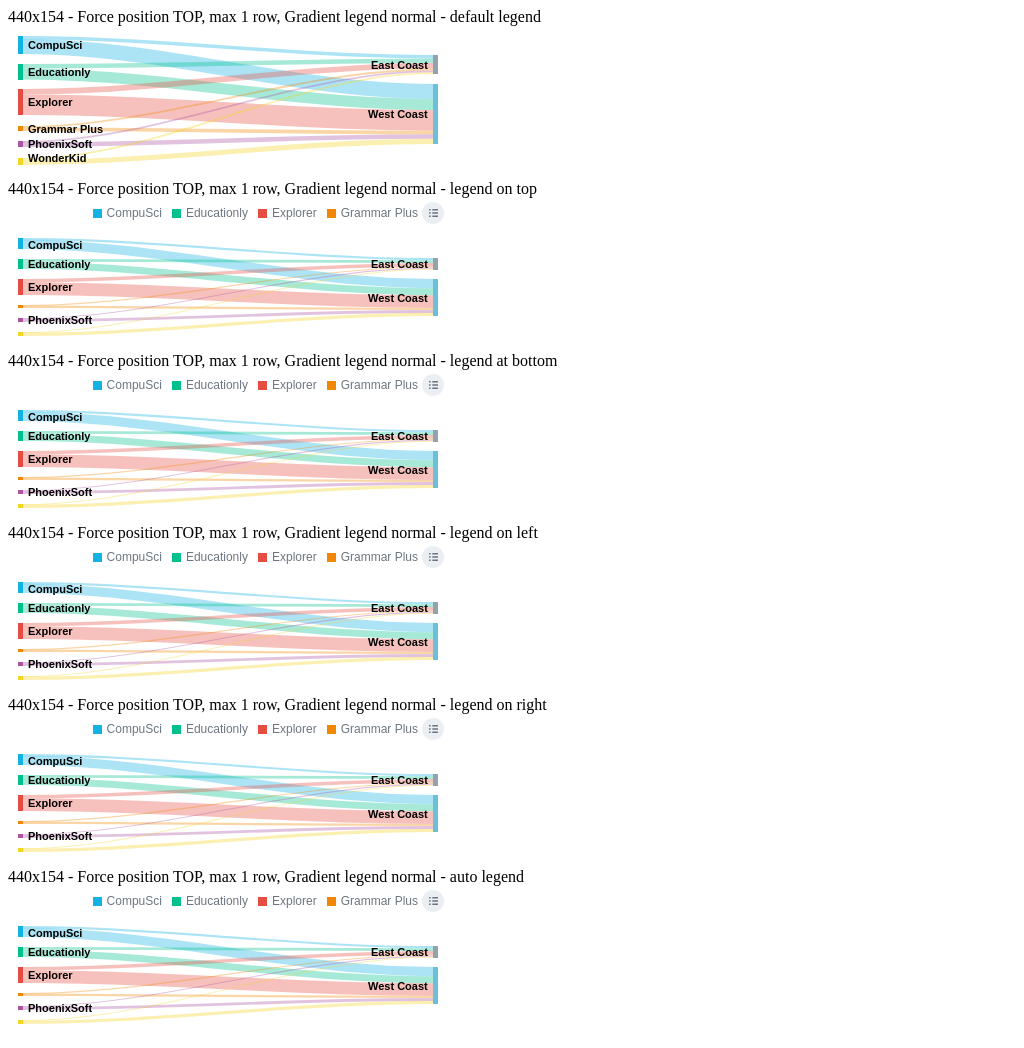 440x154 - Force position TOP, max 1 row, Gradient legend normal - default legend
CompuSci
East Coast
Educationly
Explorer
West Coast
Grammar Plus
PhoenixSoft
WonderKid
440x154 - Force position TOP, max 1 row, Gradient legend normal - legend on top
CompuSci Educationly Explorer Grammar Plus
CompuSci
Educationly East Coast
Explorer
West Coast
PhoenixSoft
440x154 - Force position TOP, max 1 row, Gradient legend normal - legend at bottom
CompuSci Educationly Explorer Grammar Plus
CompuSci
Educationly East Coast
Explorer
West Coast
PhoenixSoft
440x154 - Force position TOP, max 1 row, Gradient legend normal - legend on left
CompuSci Educationly Explorer Grammar Plus
CompuSci
Educationly East Coast
Explorer
West Coast
PhoenixSoft
440x154 - Force position TOP, max 1 row, Gradient legend normal - legend on right
CompuSci Educationly Explorer Grammar Plus
CompuSci
Educationly East Coast
Explorer
West Coast
PhoenixSoft
440x154 - Force position TOP, max 1 row, Gradient legend normal - auto legend
CompuSci Educationly Explorer Grammar Plus
CompuSci
Educationly East Coast
Explorer
West Coast
PhoenixSoft